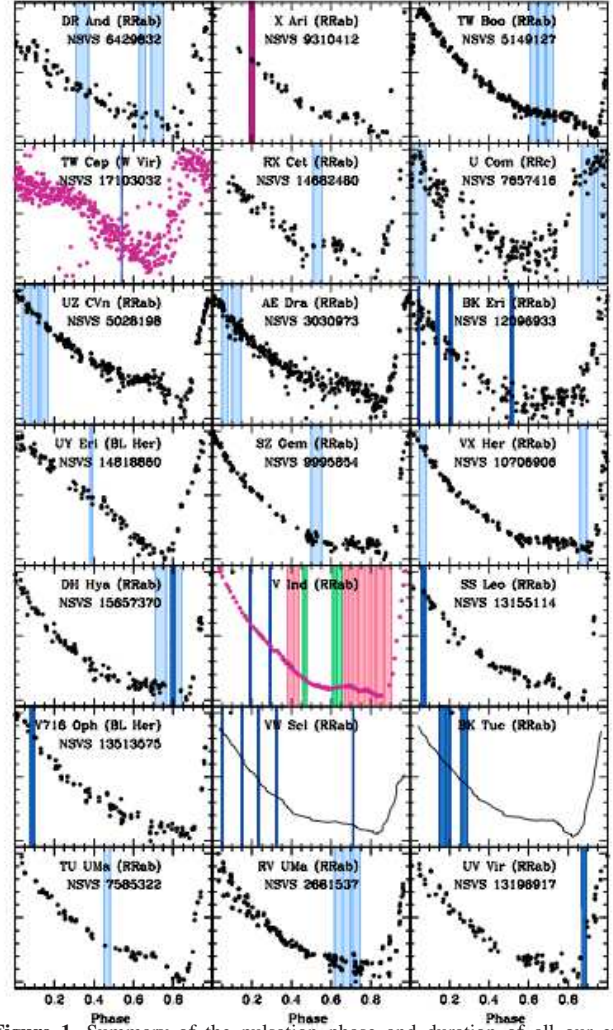 DR And (RRab)
NSVS 6429832
X Ari (RRab)
NSVS 9310412
TW Boo (RRab)
NSVS 5149127
TW Cap (W Vir)
NSVS 17103032
RX Cet (RRab)
NSVS 14682480
U Com (RRc)
NSVS 7657416
UZ CVn (RRab)
NSVS 5028198
AE Dra (RRab)
NSVS 3030973
BK Eri (RRab)
NSVS 12096933
UY Eri (BL Her)
NSVS 14818860
SZ Gem (RRab)
NSVS 9995864
VX Her (RRab)
NSVS 10706906
DH Hya (RRab)
NSVS 15657370
V Ind (RRab)
SS Leo (RRab)
NSVS 13155114
V716 Oph (BL Her)
NSVS 13513575
VW Scl (RRab)
BK Tuc (RRab)
TU UMa (RRab)
NSVS 7585322
RV UMa (RRab)
NSVS 2681537
UV Vir (RRab)
NSVS 13196917
0.2 0.4 0.6 0.8 0.2 0.4 0.6 0.8 0.2 0.4 0.6 0.8
Phase Phase Phase
Figure 1. Summary of the pulsation phase and duration of all our